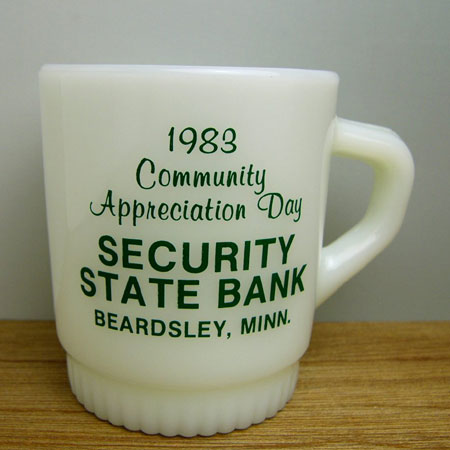 1983
Community
Appreciation Day
SECURITY
STATE BANK
BEARDSLEY, MINN.